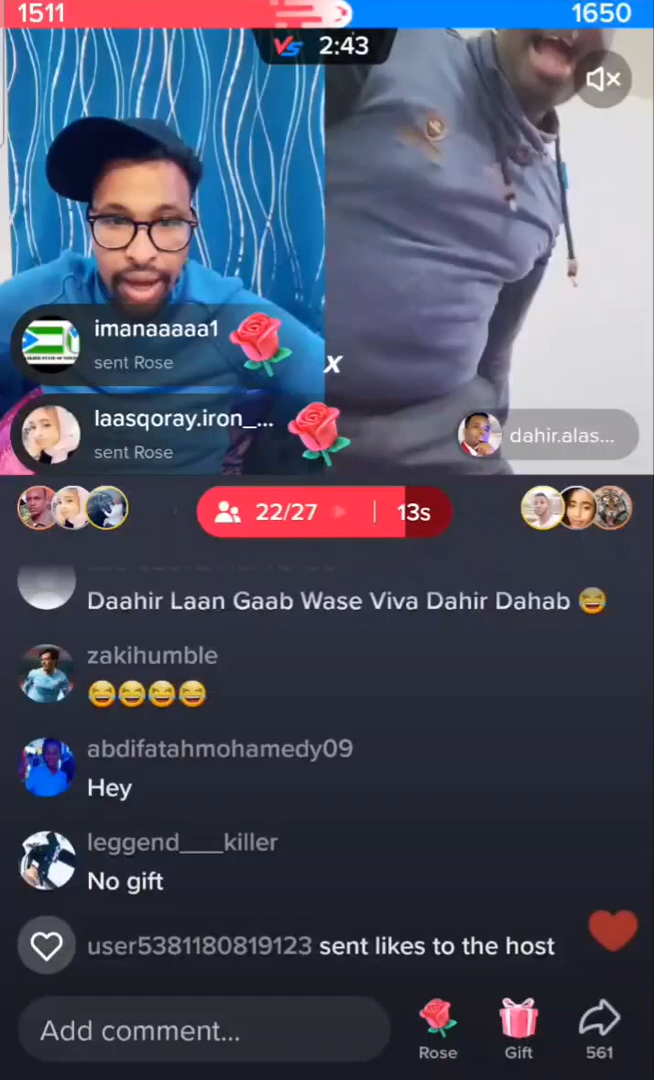 1511
1650
VS 2:43
imanaaaaa1
sent Rose
x
laasqoray.iron_...
sent Rose
dahir.alas...
22/27
13s
Daahir Laan Gaab Wase Viva Dahir Dahab 😆
zakihumble
😂😂😂😂
abdifatahmohamedy09
Hey
leggend___killer
No gift
user5381180819123 sent likes to the host
Add comment...
Rose
Gift
561